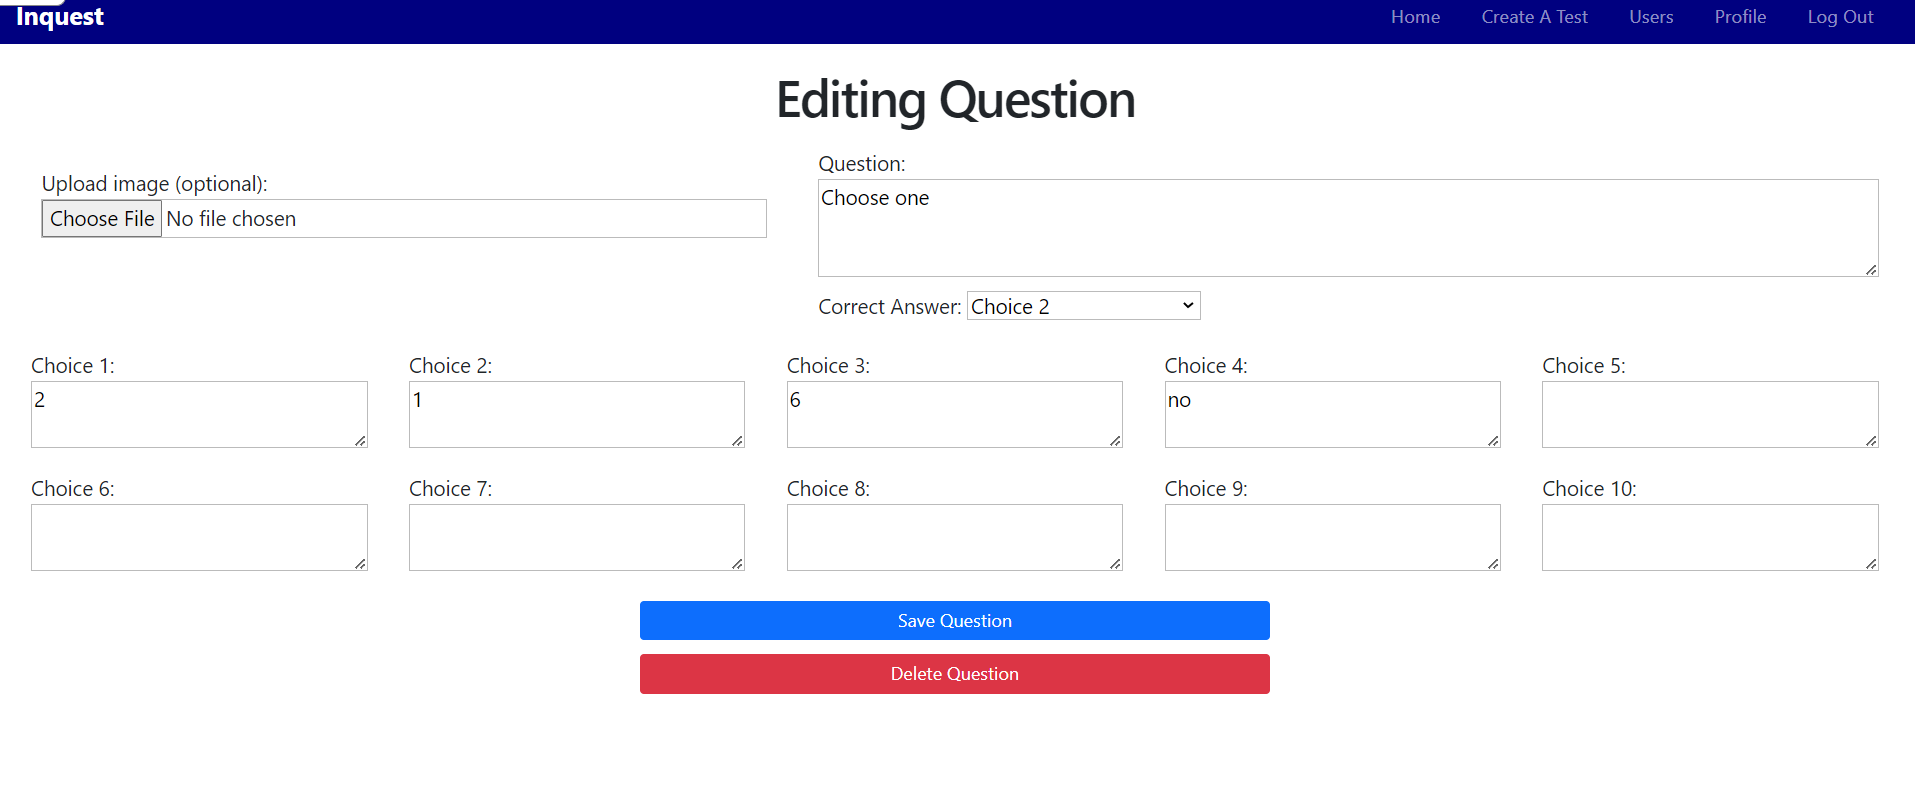 Inquest
Home Create A Test Users Profile Log Out
Editing Question
Upload image (optional):
Choose File No file chosen
Question:
Choose one
Correct Answer: Choice 2
Choice 1: Choice 2: Choice 3: Choice 4: Choice 5:
2 1 6 no
Choice 6: Choice 7: Choice 8: Choice 9: Choice 10:
Save Question
Delete Question